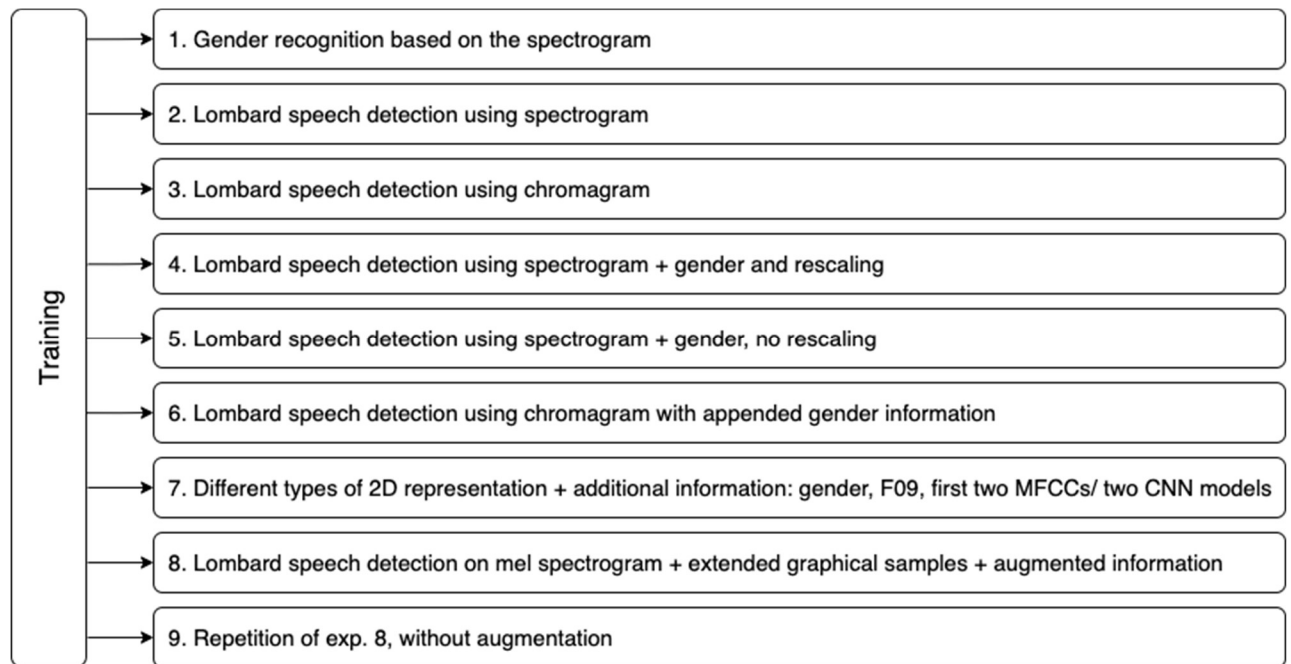 Training
1. Gender recognition based on the spectrogram
2. Lombard speech detection using spectrogram
3. Lombard speech detection using chromagram
4. Lombard speech detection using spectrogram + gender and rescaling
5. Lombard speech detection using spectrogram + gender, no rescaling
6. Lombard speech detection using chromagram with appended gender information
7. Different types of 2D representation + additional information: gender, F09, first two MFCCs/ two CNN models
8. Lombard speech detection on mel spectrogram + extended graphical samples + augmented information
9. Repetition of exp. 8, without augmentation